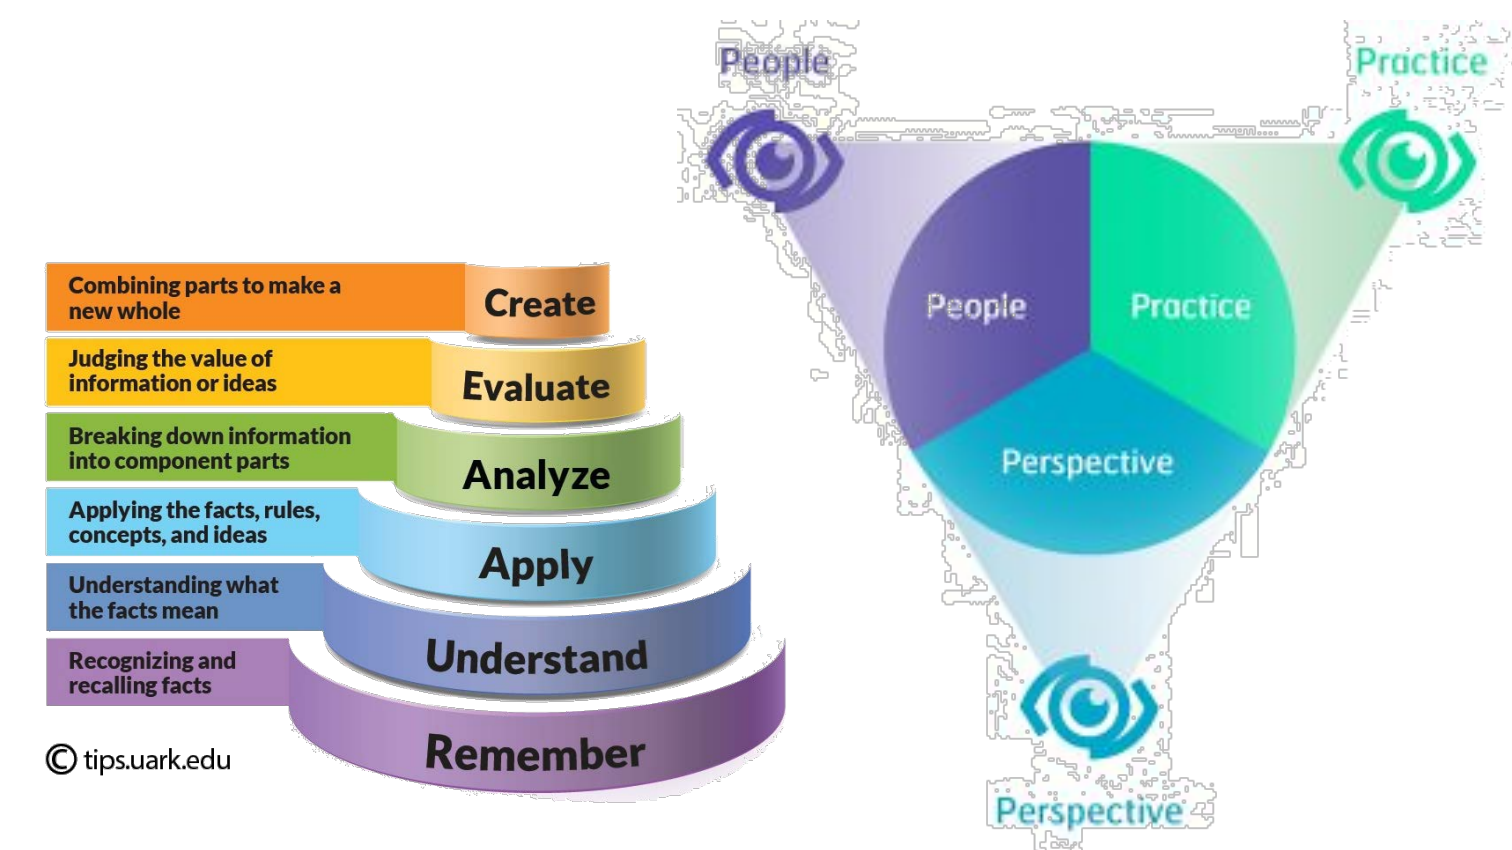 Combining parts to make a
new whole
Create
Judging the value of
information or ideas
Evaluate
Breaking down information
into component parts
Analyze
Applying the facts, rules,
concepts, and ideas
Apply
Understanding what
the facts mean
Understand
Recognizing and
recalling facts
Remember
© tips.uark.edu
People
Practice
People
Practice
Perspective
Perspective